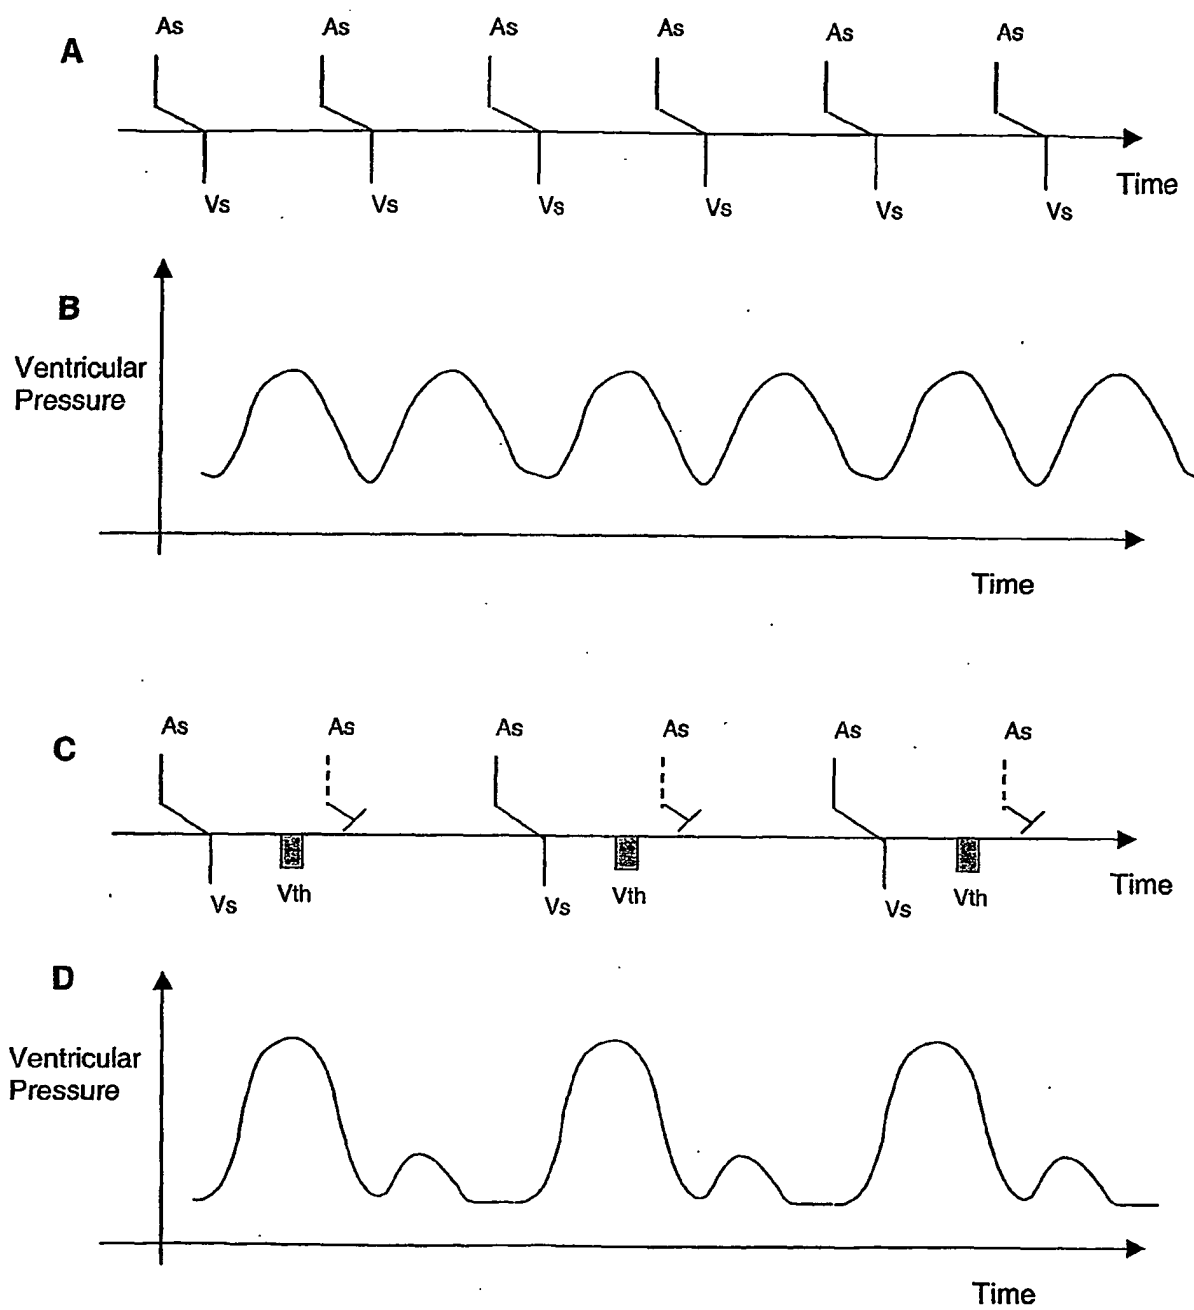 As As As As As As
A
Time
Vs Vs Vs Vs Vs Vs
B
Ventricular
Pressure
Time
As As As As As As
C
Time
Vs Vth Vs Vth Vs Vth
D
Ventricular
Pressure
Time